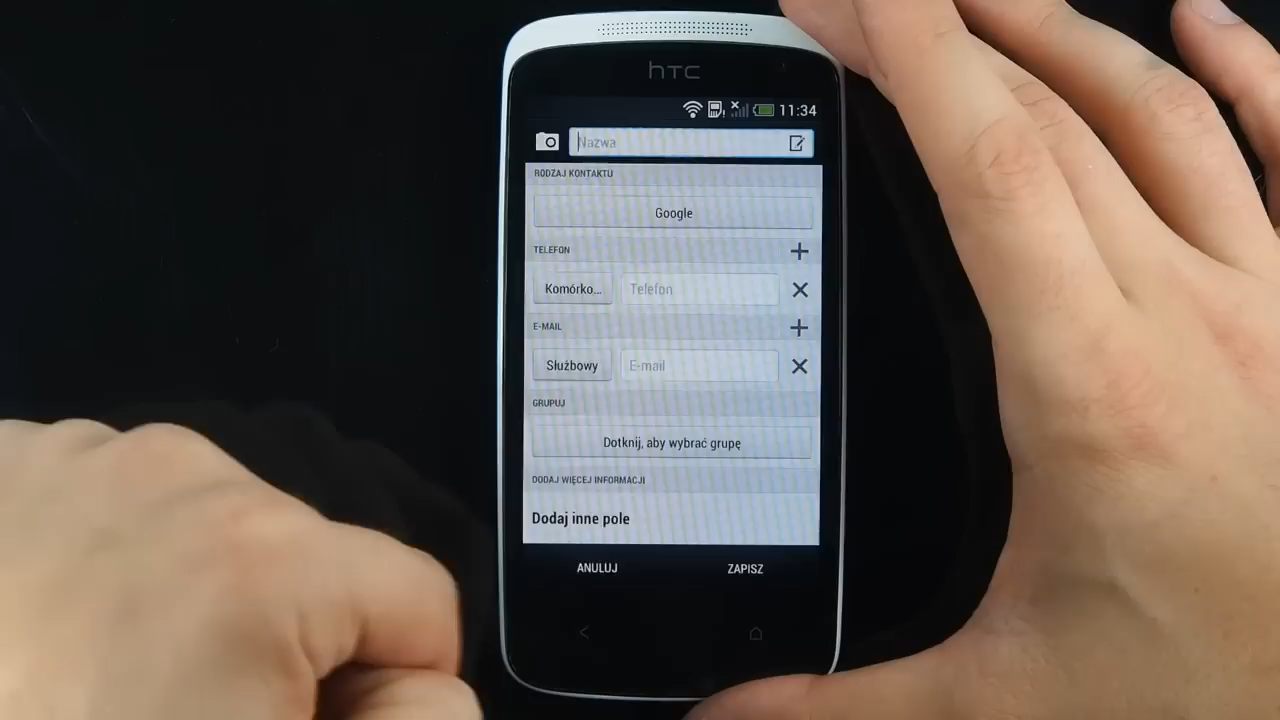 hTC
11:34
Nazwa
RODZAJ KONTAKTU
Google
TELEFON
Komórko... Telefon
E-MAIL
Służbowy E-mail
GRUPUJ
Dotknij, aby wybrać grupę
DODAJ WIĘCEJ INFORMACJI
Dodaj inne pole
ANULUJ ZAPISZ